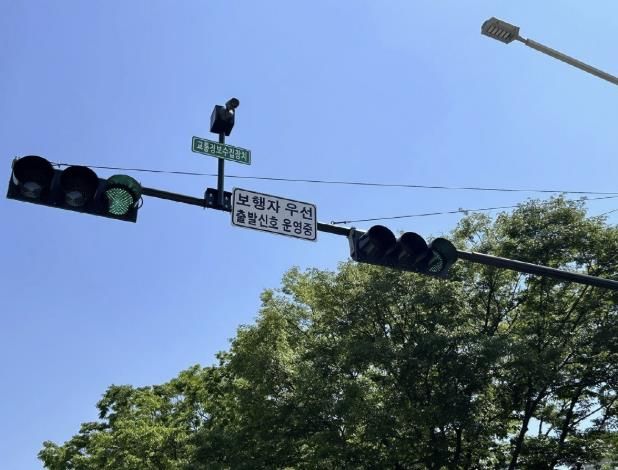 교통정보수집장치
보행자 우선
출발신호 운영중